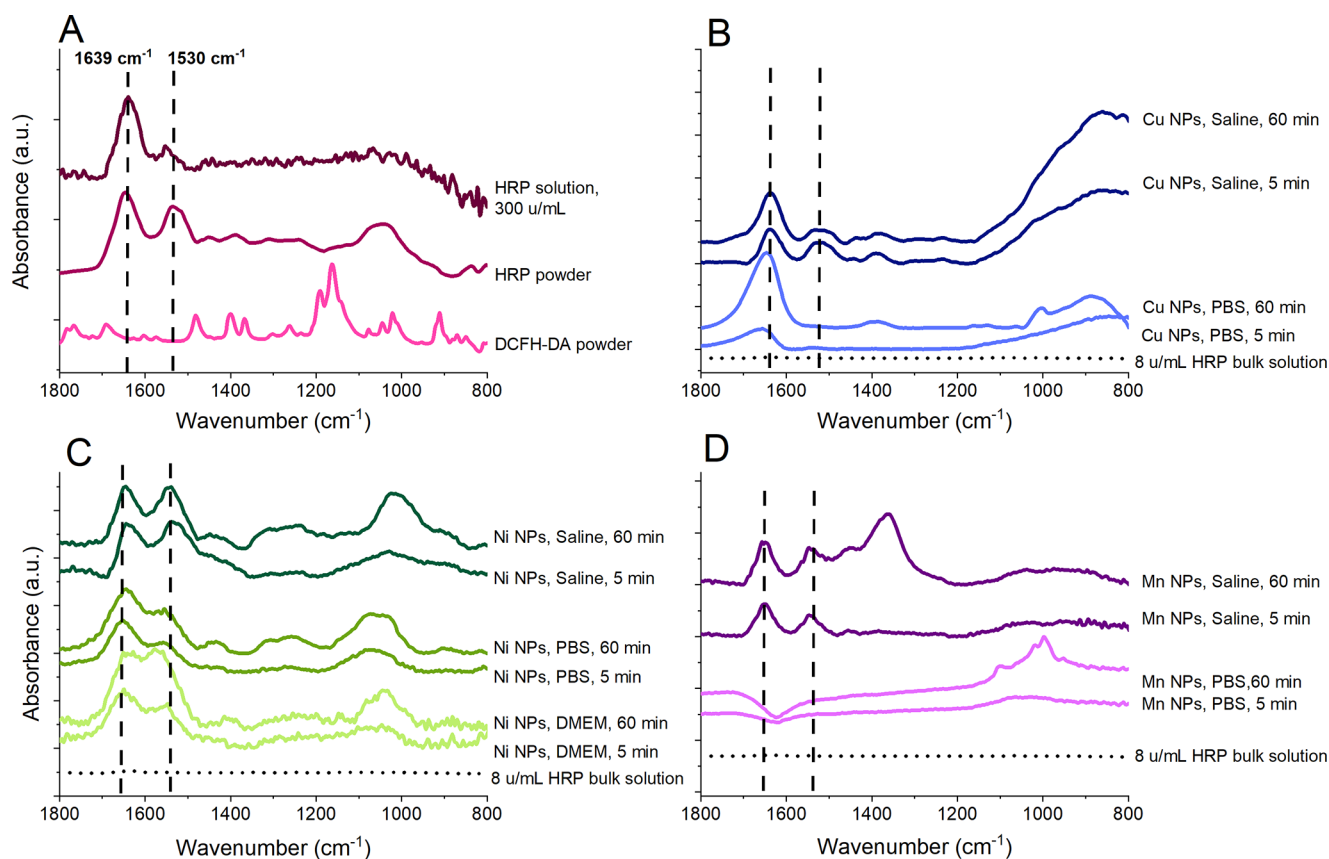 A
1639 cm⁻¹ 1530 cm⁻¹
Absorbance (a.u.)
HRP solution,
300 u/mL
HRP powder
DCFH-DA powder
1800 1600 1400 1200 1000 800
Wavenumber (cm⁻¹)
B
Cu NPs, Saline, 60 min
Cu NPs, Saline, 5 min
Cu NPs, PBS, 60 min
Cu NPs, PBS, 5 min
8 u/mL HRP bulk solution
1800 1600 1400 1200 1000 800
Wavenumber (cm⁻¹)
C
Absorbance (a.u.)
Ni NPs, Saline, 60 min
Ni NPs, Saline, 5 min
Ni NPs, PBS, 60 min
Ni NPs, PBS, 5 min
Ni NPs, DMEM, 60 min
Ni NPs, DMEM, 5 min
8 u/mL HRP bulk solution
1800 1600 1400 1200 1000 800
Wavenumber (cm⁻¹)
D
Mn NPs, Saline, 60 min
Mn NPs, Saline, 5 min
Mn NPs, PBS,60 min
Mn NPs, PBS, 5 min
8 u/mL HRP bulk solution
1800 1600 1400 1200 1000 800
Wavenumber (cm⁻¹)